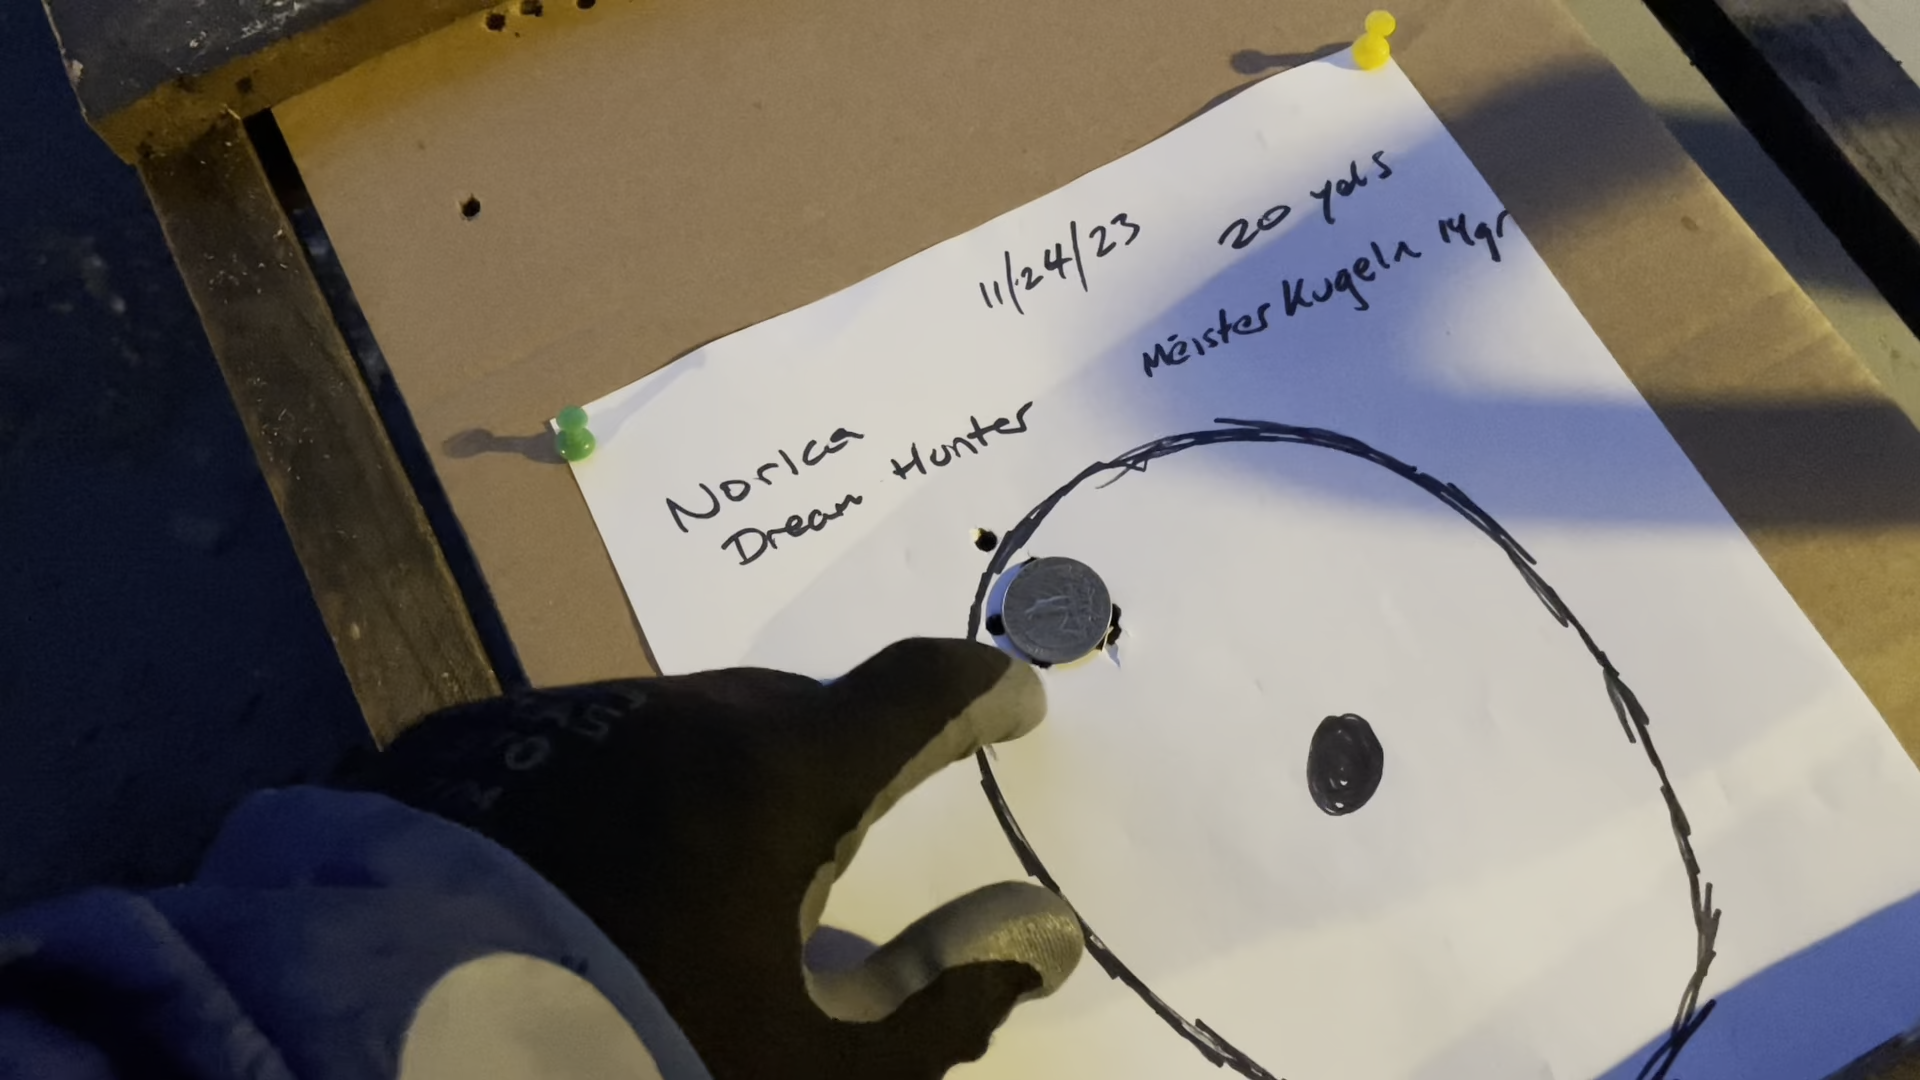 11/24/23
20 yds
Meister Kugeln 14gr
Norica
Dream Hunter